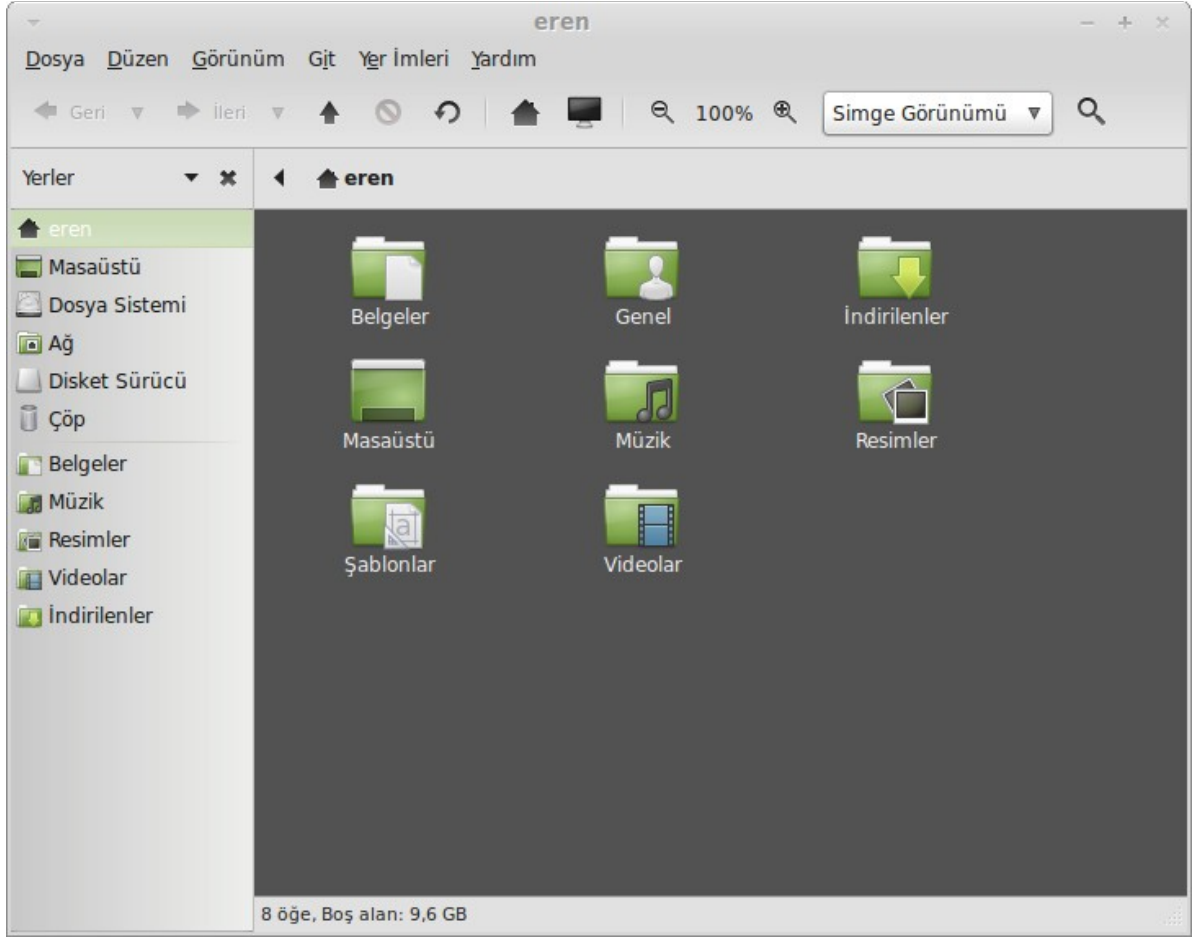 eren
Dosya Düzen Görünüm Git Yer İmleri Yardım
Geri İleri 100% Simge Görünümü
Yerler
eren
eren
Masaüstü
Dosya Sistemi
Ağ
Disket Sürücü
Çöp
Belgeler
Müzik
Resimler
Videolar
İndirilenler
Belgeler Genel İndirilenler
Masaüstü Müzik Resimler
Şablonlar Videolar
8 öğe, Boş alan: 9,6 GB